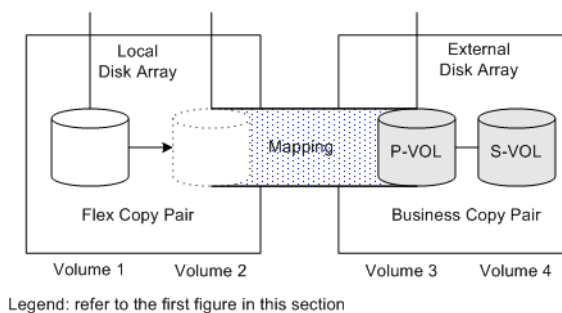 Local
Disk Array
External
Disk Array
Mapping
P-VOL
S-VOL
Flex Copy Pair
Business Copy Pair
Volume 1
Volume 2
Volume 3
Volume 4
Legend: refer to the first figure in this section